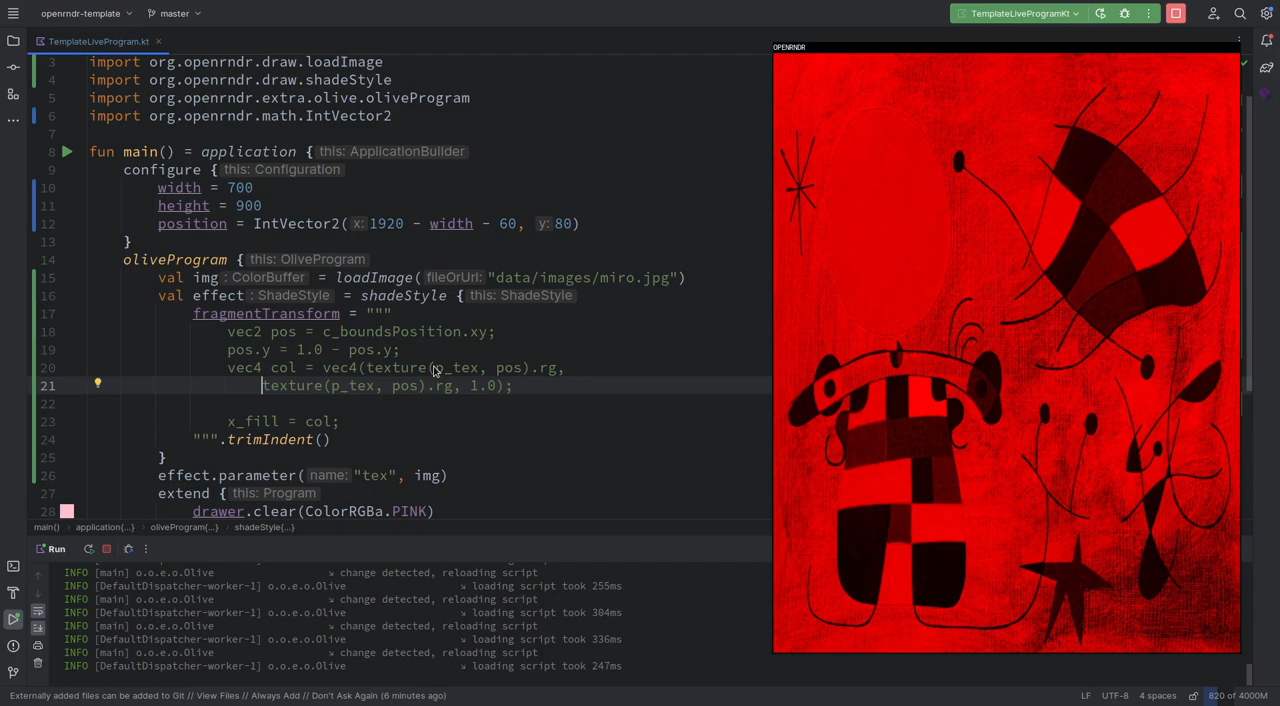 openrndr-template
master
TemplateLiveProgramKt
TemplateLiveProgram.kt
OPENRNDR
3 import org.openrndr.draw.loadImage
4 import org.openrndr.draw.shadeStyle
5 import org.openrndr.extra.olive.oliveProgram
6 import org.openrndr.math.IntVector2
7
8 fun main() = application { this: ApplicationBuilder
9 configure { this: Configuration
10 width = 700
11 height = 900
12 position = IntVector2( x: 1920 - width - 60, y: 80)
13 }
14 oliveProgram { this: OliveProgram
15 val img : ColorBuffer = loadImage( fileOrUrl: "data/images/miro.jpg")
16 val effect : ShadeStyle = shadeStyle { this: ShadeStyle
17 fragmentTransform = """
18 vec2 pos = c_boundsPosition.xy;
19 pos.y = 1.0 - pos.y;
20 vec4 col = vec4(texture(p_tex, pos).rg,
21 texture(p_tex, pos).rg, 1.0);
22
23 x_fill = col;
24 """.trimIndent()
25 }
26 effect.parameter( name: "tex", img)
27 extend { this: Program
28 drawer.clear(ColorRGBa.PINK)
main() › application{...} › oliveProgram{...} › shadeStyle{...}
Run
INFO [main] o.o.e.o.Olive ↘ change detected, reloading script
INFO [DefaultDispatcher-worker-1] o.o.e.o.Olive ↘ loading script took 255ms
INFO [main] o.o.e.o.Olive ↘ change detected, reloading script
INFO [DefaultDispatcher-worker-1] o.o.e.o.Olive ↘ loading script took 304ms
INFO [main] o.o.e.o.Olive ↘ change detected, reloading script
INFO [DefaultDispatcher-worker-1] o.o.e.o.Olive ↘ loading script took 336ms
INFO [main] o.o.e.o.Olive ↘ change detected, reloading script
INFO [DefaultDispatcher-worker-1] o.o.e.o.Olive ↘ loading script took 247ms
Externally added files can be added to Git // View Files // Always Add // Don't Ask Again (6 minutes ago)
LF UTF-8 4 spaces 820 of 4000M